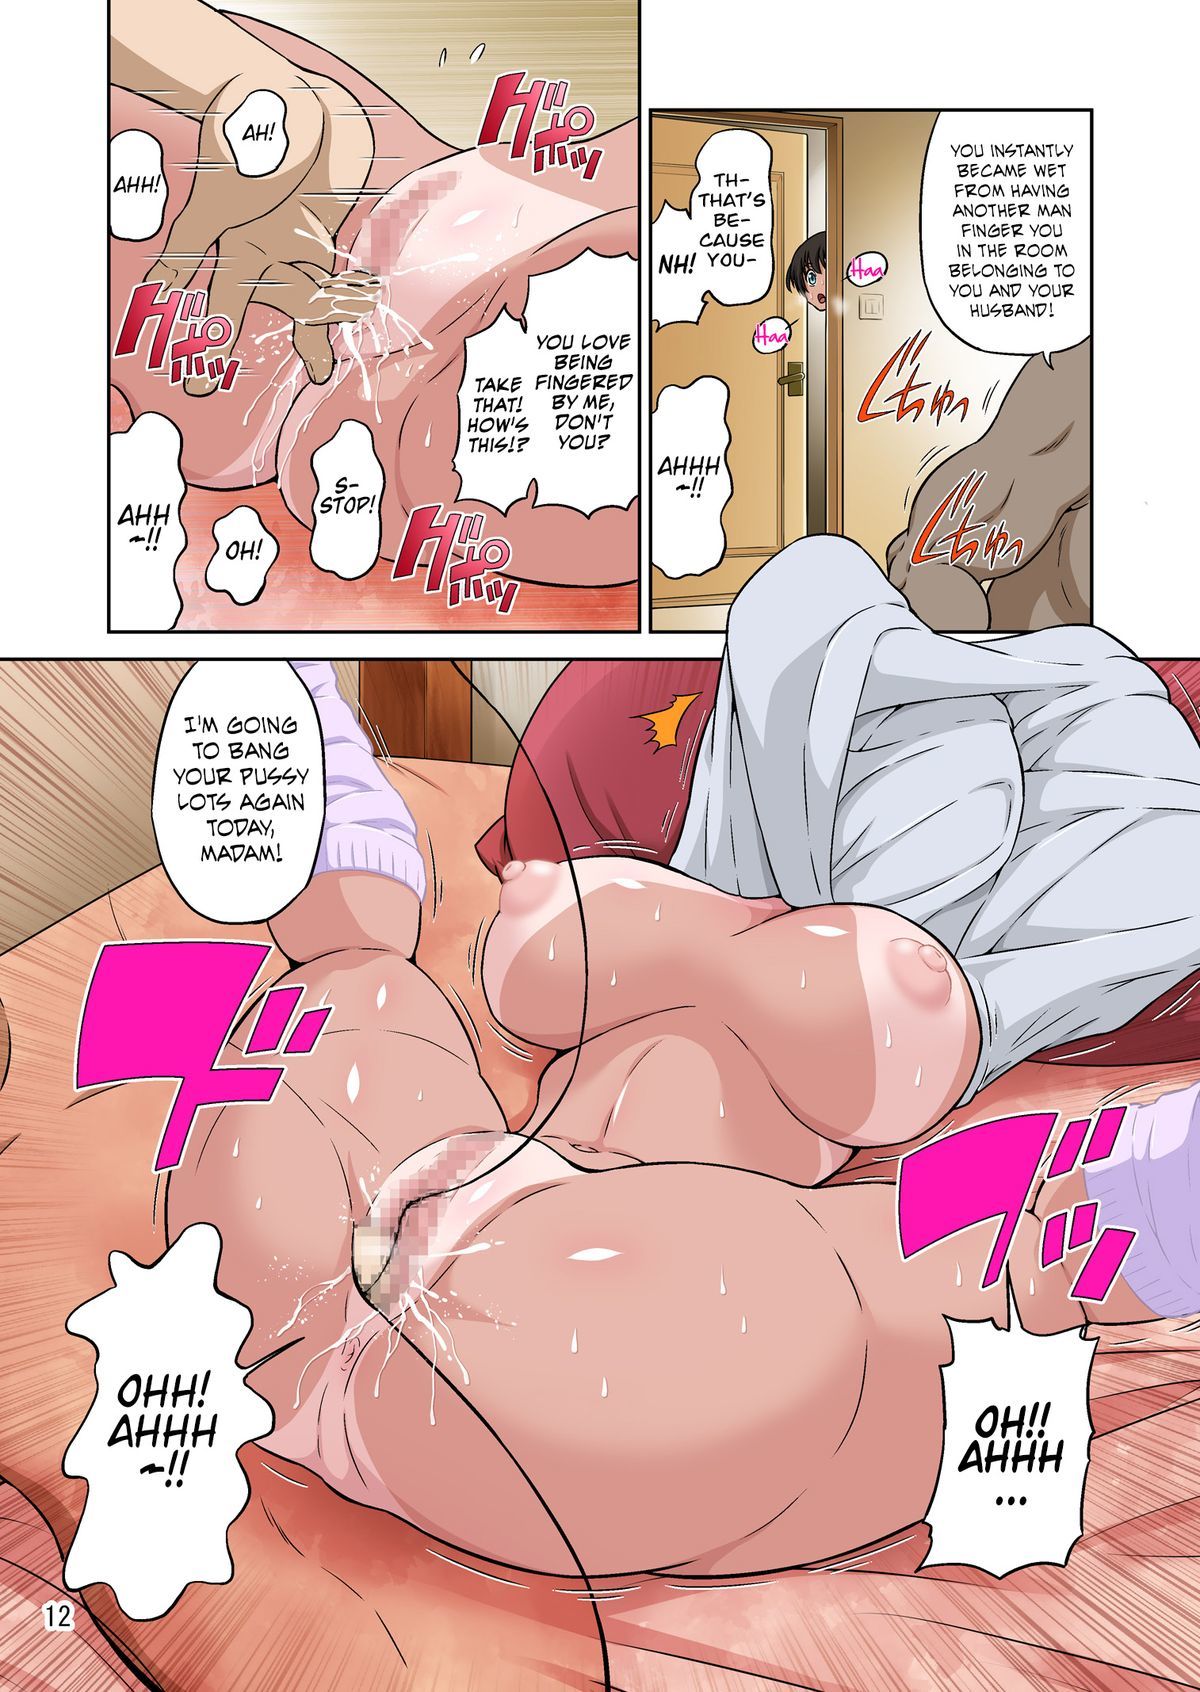 YOU INSTANTLY
BECAME WET
FROM HAVING
ANOTHER MAN
FINGER YOU
IN THE ROOM
BELONGING TO
YOU AND YOUR
HUSBAND!
TH-
THAT'S
BE-
CAUSE
YOU-
NH!
Haa
Haa
AHHH
~!!
ぐちゅっ
ぐちゅっ
AH!
AHH!
YOU LOVE
BEING
FINGERED
BY ME,
DON'T
YOU?
TAKE
THAT!
HOW'S
THIS!?
S-
STOP!
OH!
AHH
~!!
グポッ
グポッ
グポッ
I'M GOING
TO BANG
YOUR PUSSY
LOTS AGAIN
TODAY,
MADAM!
ズブ
ズブ
OH!!
AHHH
...
OHH!
AHHH
~!!
12